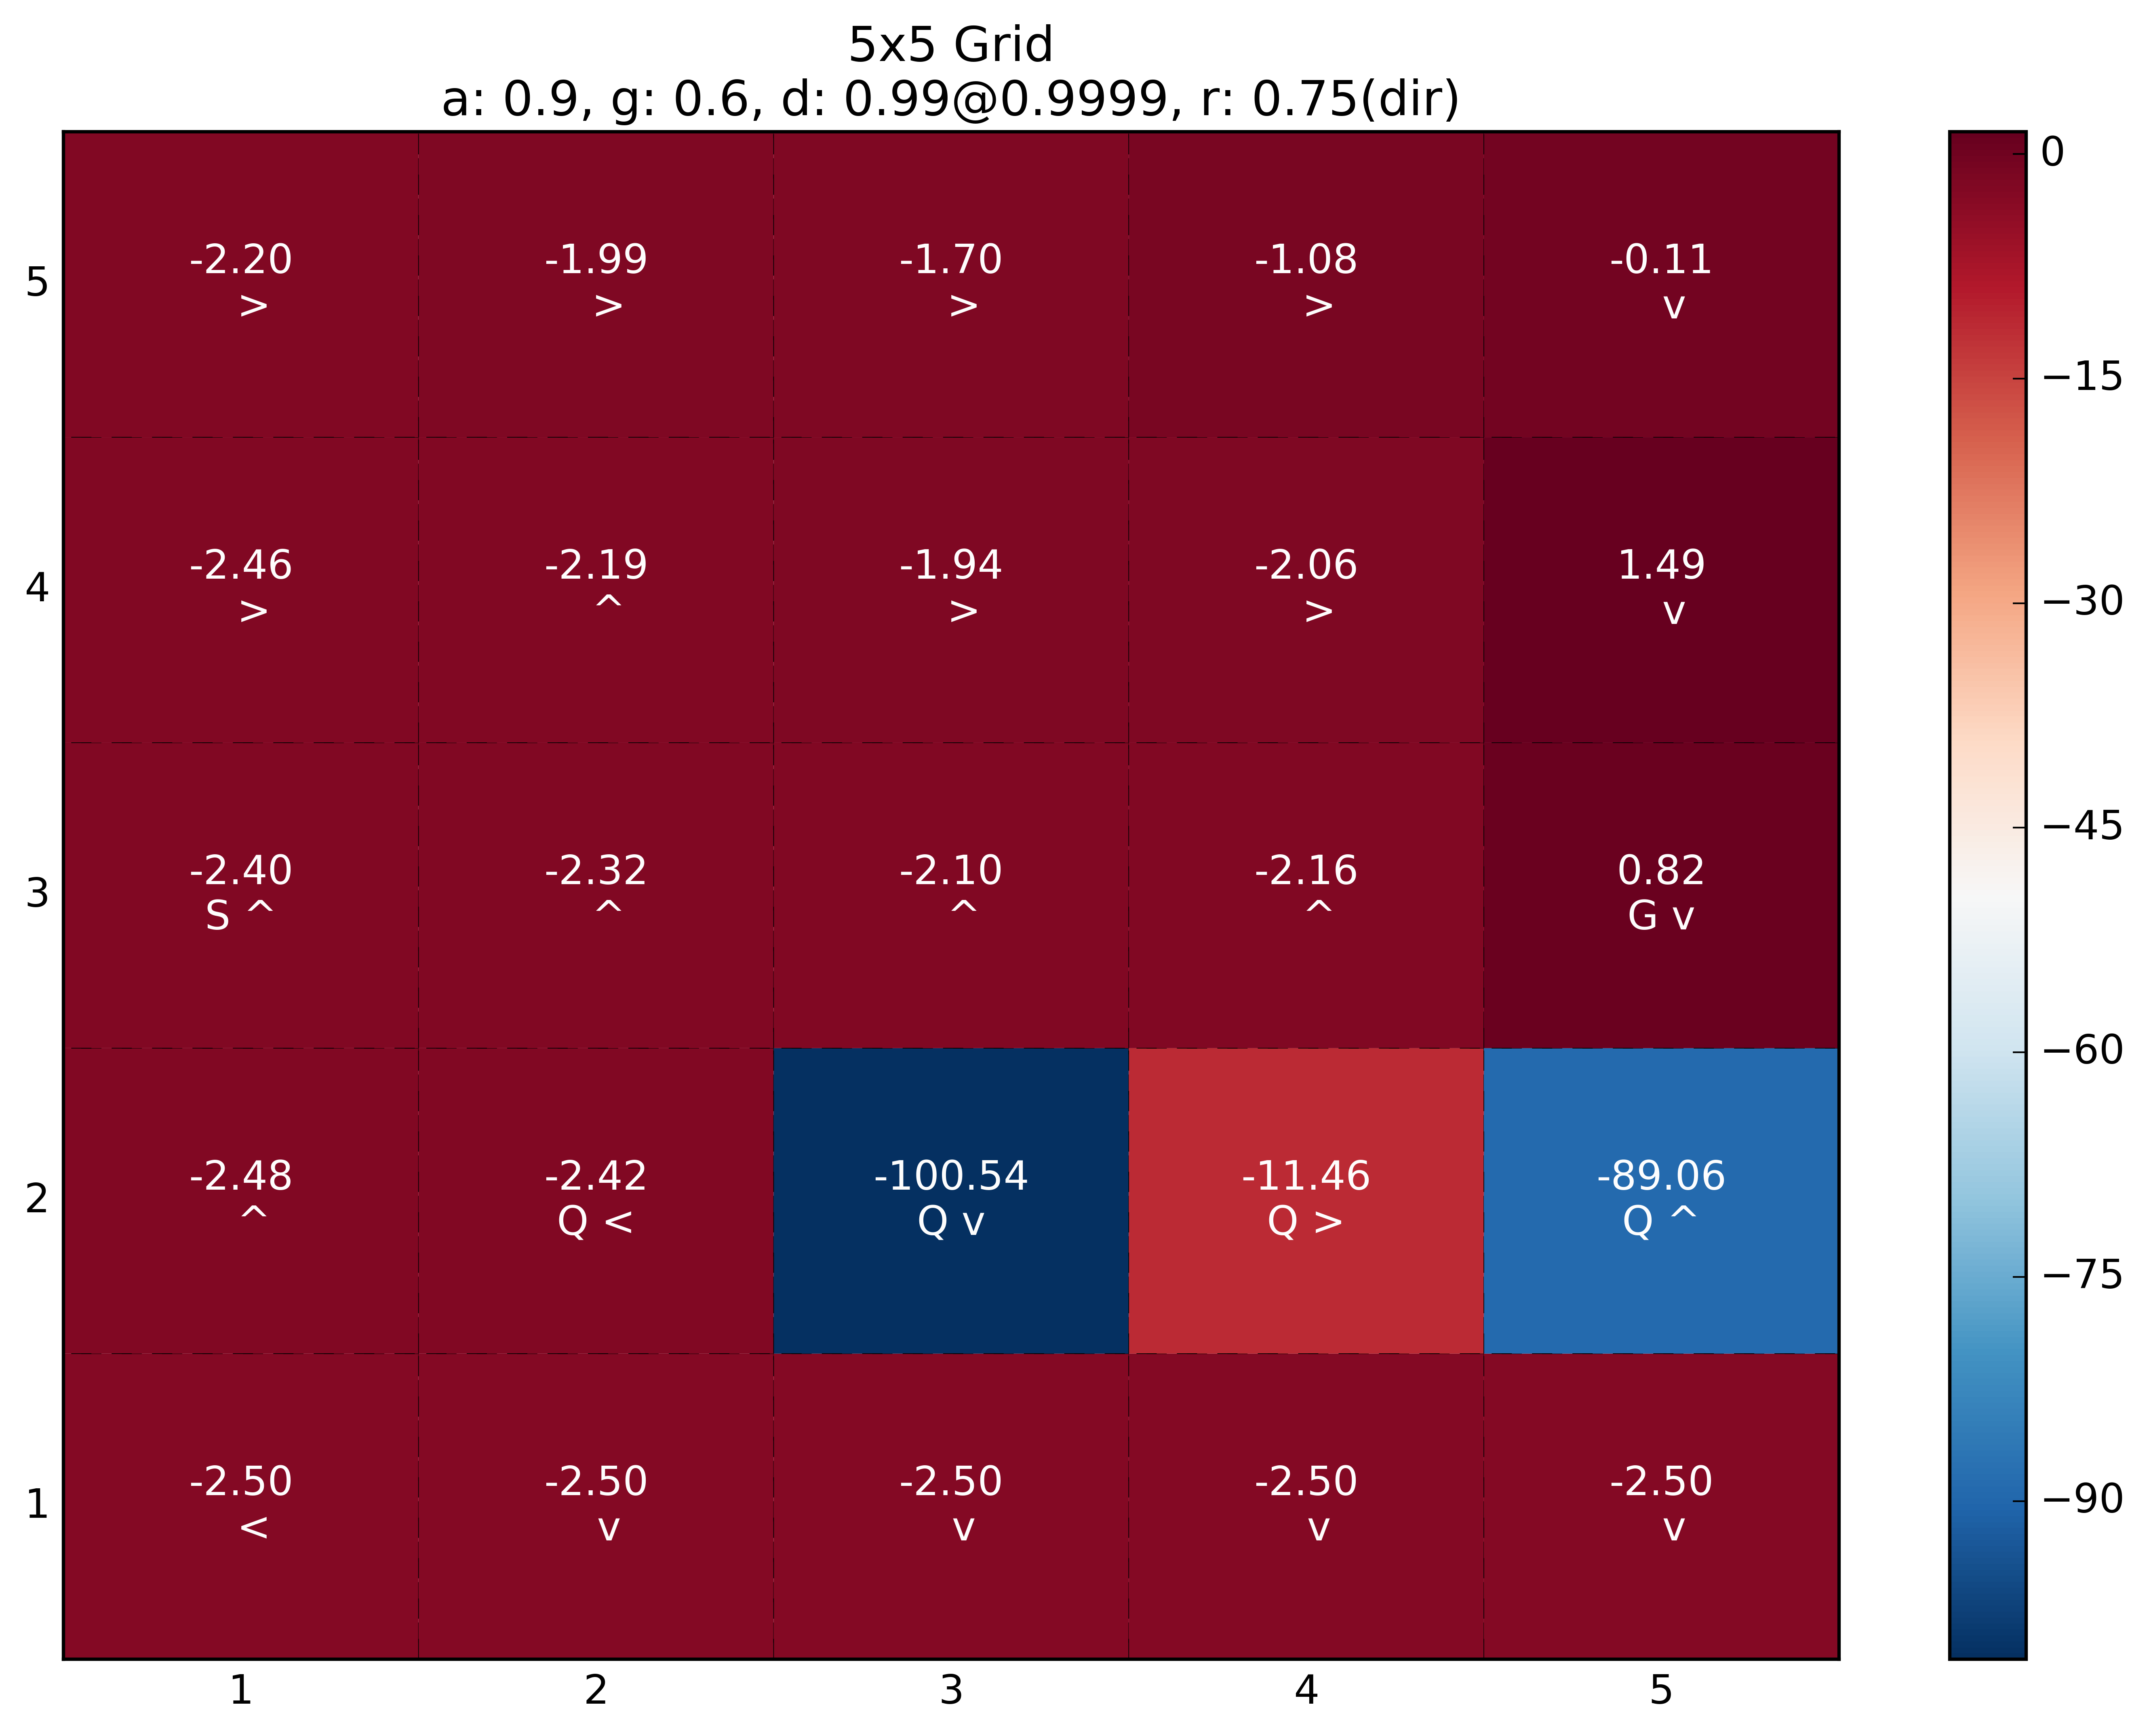 5x5 Grid
a: 0.9, g: 0.6, d: 0.99@0.9999, r: 0.75(dir)
5
-2.20 -1.99 -1.70 -1.08 -0.11
> > > > v
4
-2.46 -2.19 -1.94 -2.06 1.49
> ^ > > v
3
-2.40 -2.32 -2.10 -2.16 0.82
S ^ ^ ^ ^ G v
2
-2.48 -2.42 -100.54 -11.46 -89.06
^ Q < Q v Q > Q ^
1
-2.50 -2.50 -2.50 -2.50 -2.50
< v v v v
1 2 3 4 5
0
−15
−30
−45
−60
−75
−90